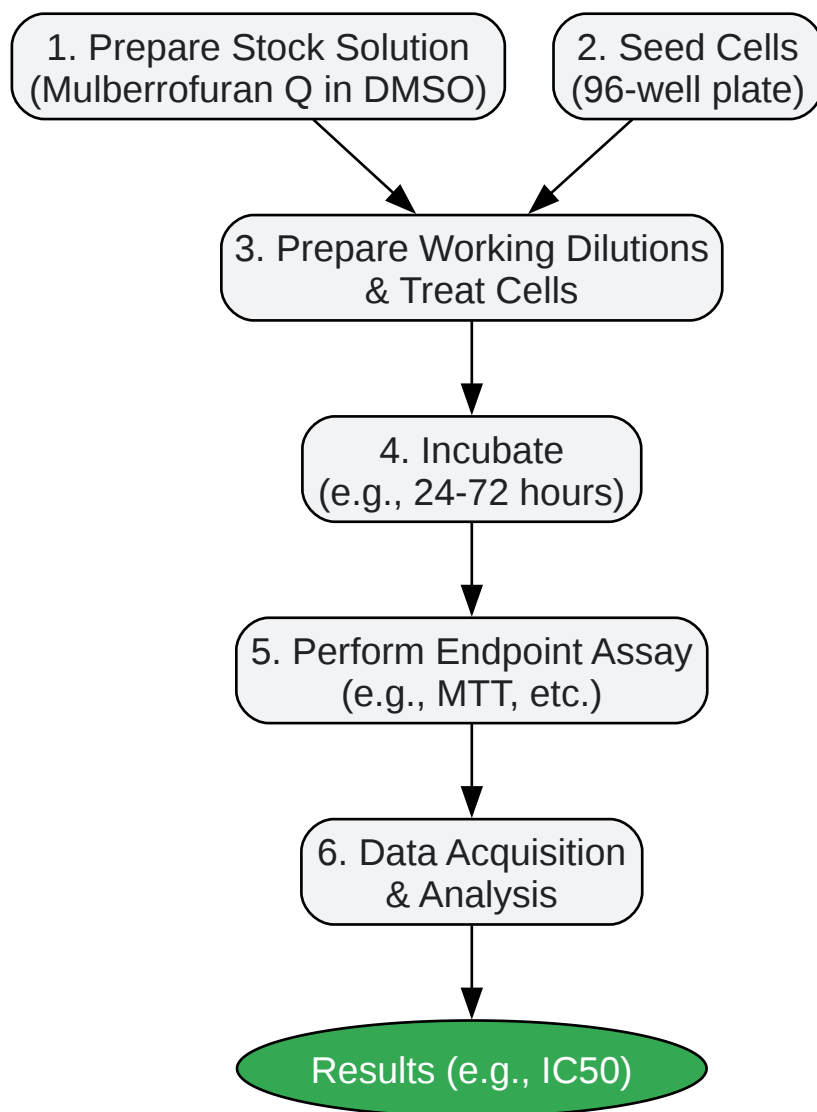 1. Prepare Stock Solution
(Mulberrofuran Q in DMSO)
2. Seed Cells
(96-well plate)
3. Prepare Working Dilutions
& Treat Cells
4. Incubate
(e.g., 24-72 hours)
5. Perform Endpoint Assay
(e.g., MTT, etc.)
6. Data Acquisition
& Analysis
Results (e.g., IC50)